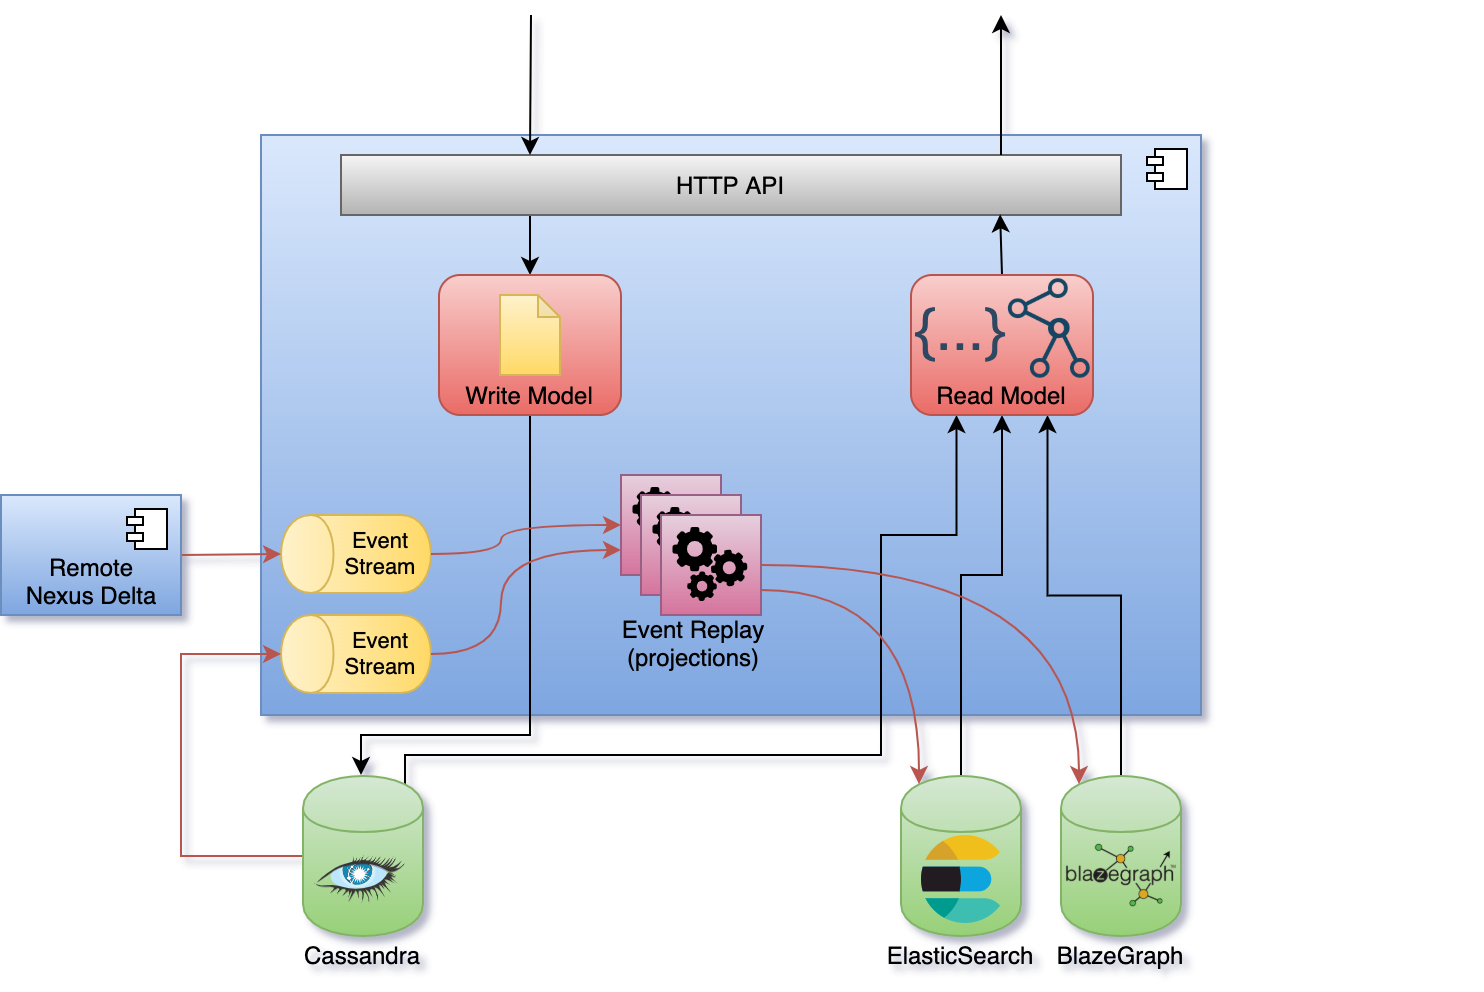 HTTP API
Write Model
{...}
Read Model
Event
Stream
Remote
Nexus Delta
Event
Stream
Event Replay
(projections)
blazegraph™
Cassandra
ElasticSearch
BlazeGraph